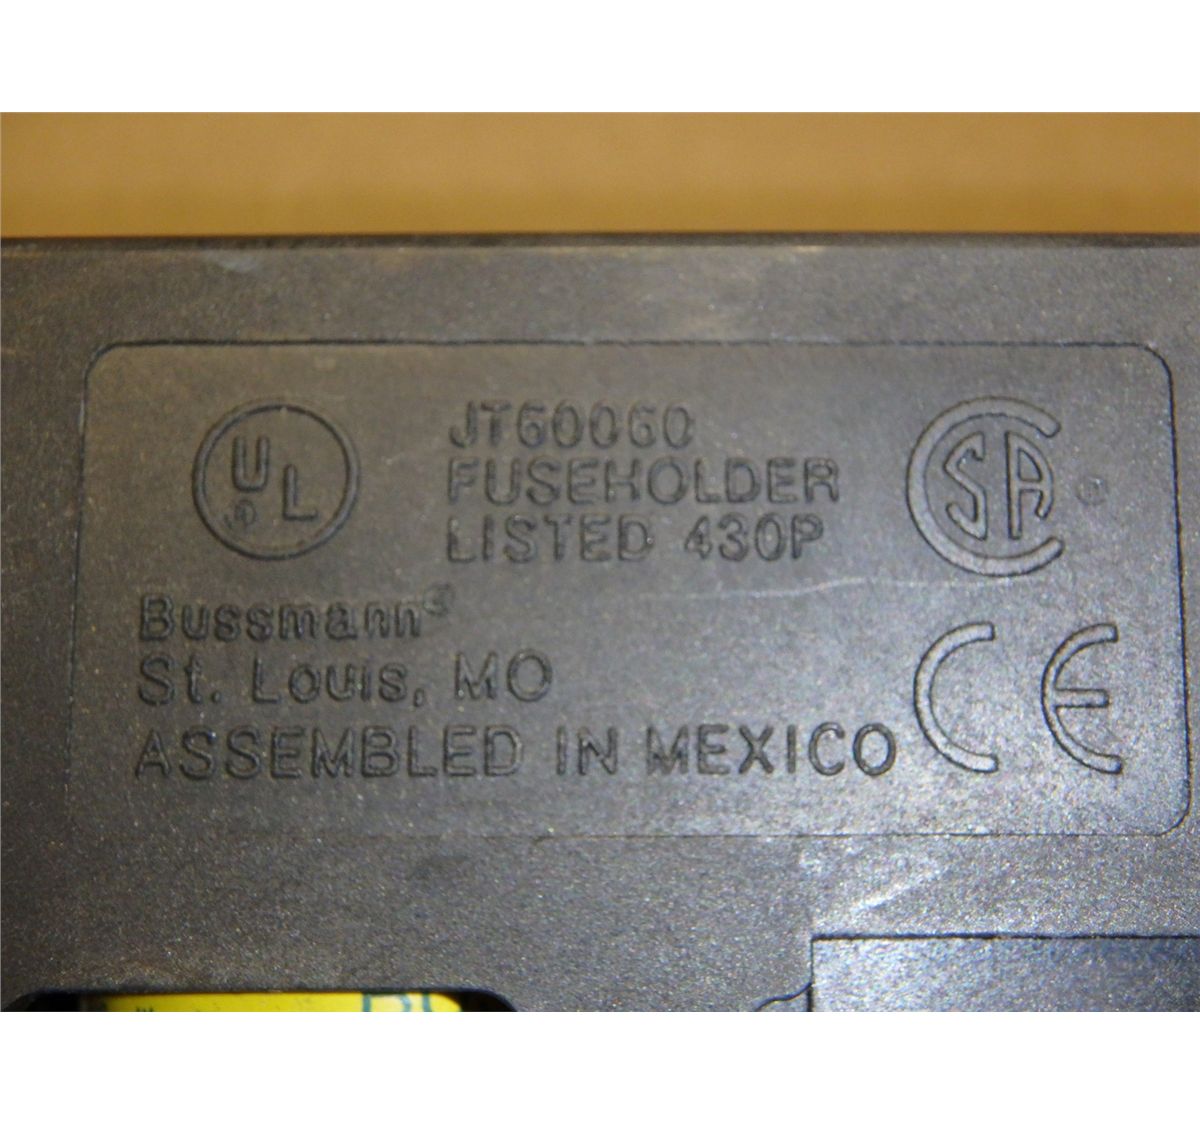 UL®
JT60060
FUSEHOLDER
LISTED 430P
SA®
Bussmann®
St. Louis, MO
ASSEMBLED IN MEXICO
CE